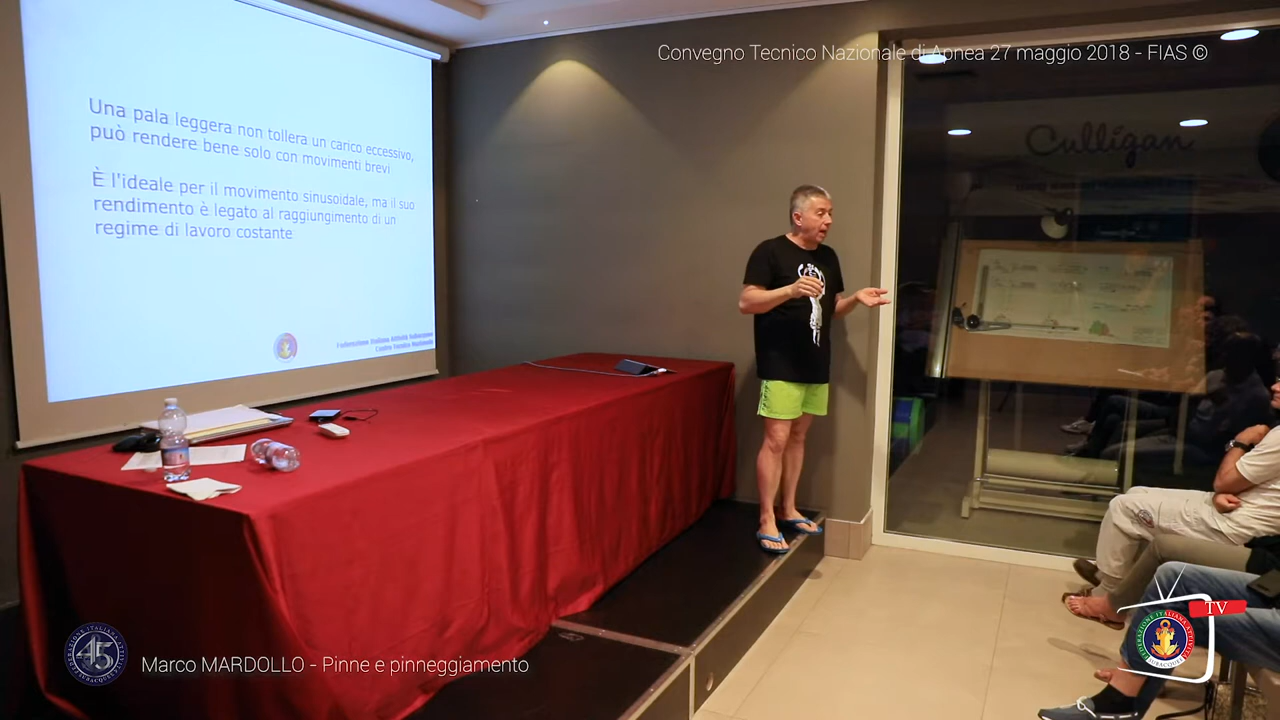 Convegno Tecnico Nazionale di Apnea 27 maggio 2018 - FIAS ©
Una pala leggera non tollera un carico eccessivo,
può rendere bene solo con movimenti brevi
È l'ideale per il movimento sinusoidale, ma il suo
rendimento è legato al raggiungimento di un
regime di lavoro costante
Federazione Italiana Attività Subacquee
Centro Tecnico Nazionale
Culligan
45
Marco MARDOLLO - Pinne e pinneggiamento
TV